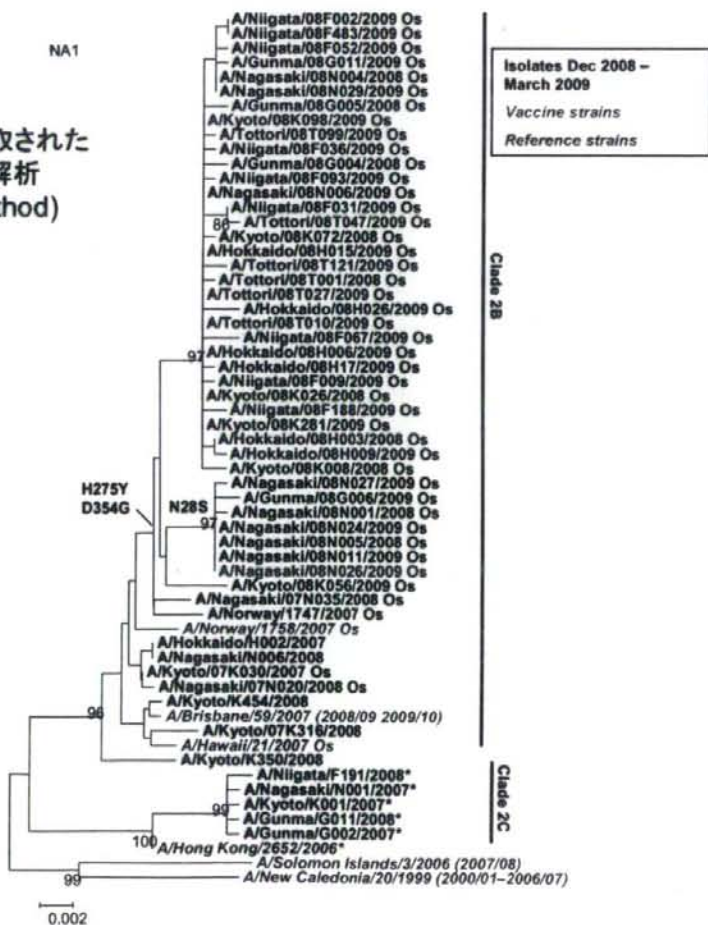 NA1
取された
解析
thod)
Isolates Dec 2008 –
March 2009
Vaccine strains
Reference strains
A/Niigata/08F002/2009 Os
A/Niigata/08F483/2009 Os
A/Niigata/08F052/2009 Os
A/Gunma/08G011/2009 Os
A/Nagasaki/08N004/2008 Os
A/Nagasaki/08N029/2009 Os
A/Gunma/08G005/2008 Os
A/Kyoto/08K098/2009 Os
A/Tottori/08T099/2009 Os
A/Niigata/08F036/2009 Os
A/Gunma/08G004/2008 Os
A/Niigata/08F093/2009 Os
A/Nagasaki/08N006/2009 Os
A/Niigata/08F031/2009 Os
86 A/Tottori/08T047/2009 Os
A/Kyoto/08K072/2008 Os
A/Hokkaido/08H015/2009 Os
A/Tottori/08T121/2009 Os
A/Tottori/08T001/2008 Os
A/Tottori/08T027/2009 Os
A/Hokkaido/08H026/2009 Os
A/Tottori/08T010/2009 Os
A/Niigata/08F067/2009 Os
97 A/Hokkaido/08H006/2009 Os
A/Hokkaido/08H17/2009 Os
A/Niigata/08F009/2009 Os
A/Kyoto/08K026/2008 Os
A/Niigata/08F188/2009 Os
A/Kyoto/08K281/2009 Os
A/Hokkaido/08H003/2008 Os
A/Hokkaido/08H009/2009 Os
A/Kyoto/08K008/2008 Os
A/Nagasaki/08N027/2009 Os
A/Gunma/08G006/2009 Os
A/Nagasaki/08N001/2008 Os
97 A/Nagasaki/08N024/2009 Os
A/Nagasaki/08N005/2008 Os
A/Nagasaki/08N011/2009 Os
A/Nagasaki/08N026/2009 Os
A/Kyoto/08K056/2009 Os
H275Y
D354G
N28S
A/Nagasaki/07N035/2008 Os
A/Norway/1747/2007 Os
A/Norway/1758/2007 Os
A/Hokkaido/H002/2007
A/Nagasaki/N006/2008
A/Kyoto/07K030/2007 Os
A/Nagasaki/07N020/2008 Os
96 A/Kyoto/K454/2008
A/Brisbane/59/2007 (2008/09 2009/10)
A/Kyoto/07K316/2008
A/Hawaii/21/2007 Os
A/Kyoto/K350/2008
Clade 2B
A/Niigata/F191/2008*
A/Nagasaki/N001/2007*
99 A/Kyoto/K001/2007*
A/Gunma/G011/2008*
A/Gunma/G002/2007*
100 A/Hong Kong/2652/2006*
Clade 2C
A/Solomon Islands/3/2006 (2007/08)
99 A/New Caledonia/20/1999 (2000/01–2006/07)
0.002